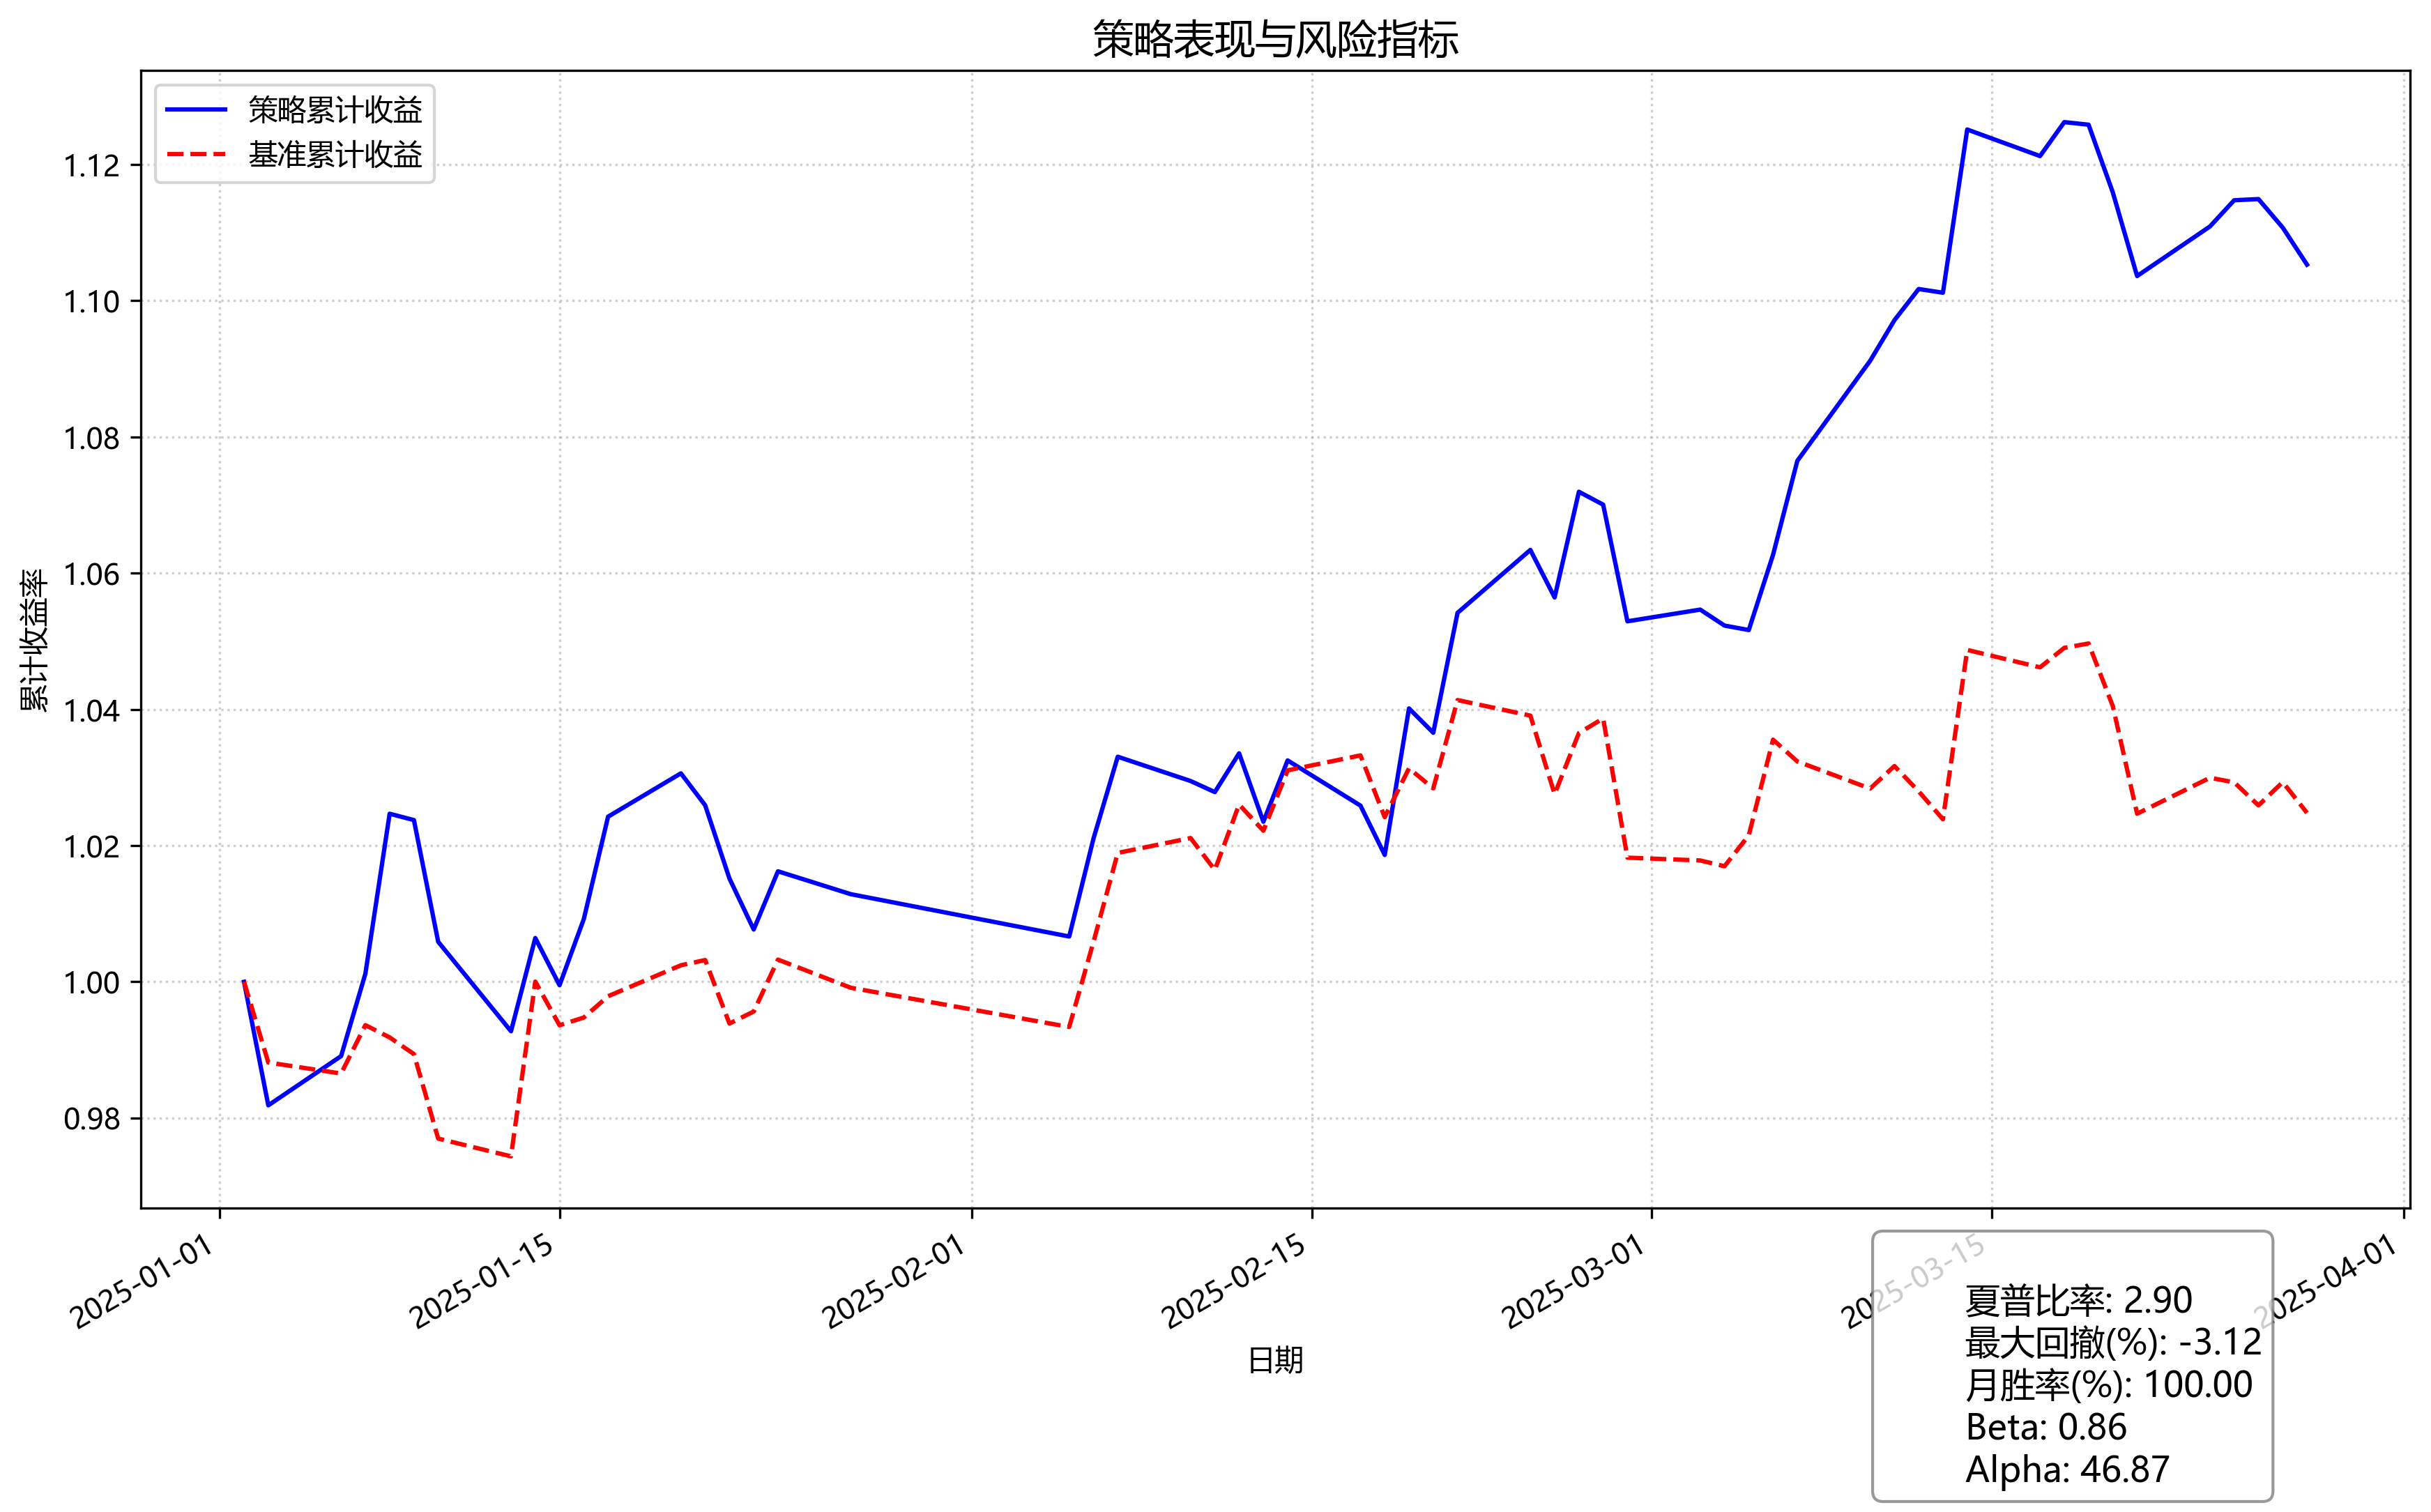 策略表现与风险指标
策略累计收益
基准累计收益
累计收益率
1.12
1.10
1.08
1.06
1.04
1.02
1.00
0.98
2025-01-01
2025-01-15
2025-02-01
2025-02-15
2025-03-01
2025-03-15
2025-04-01
日期
夏普比率: 2.90
最大回撤(%): -3.12
月胜率(%): 100.00
Beta: 0.86
Alpha: 46.87